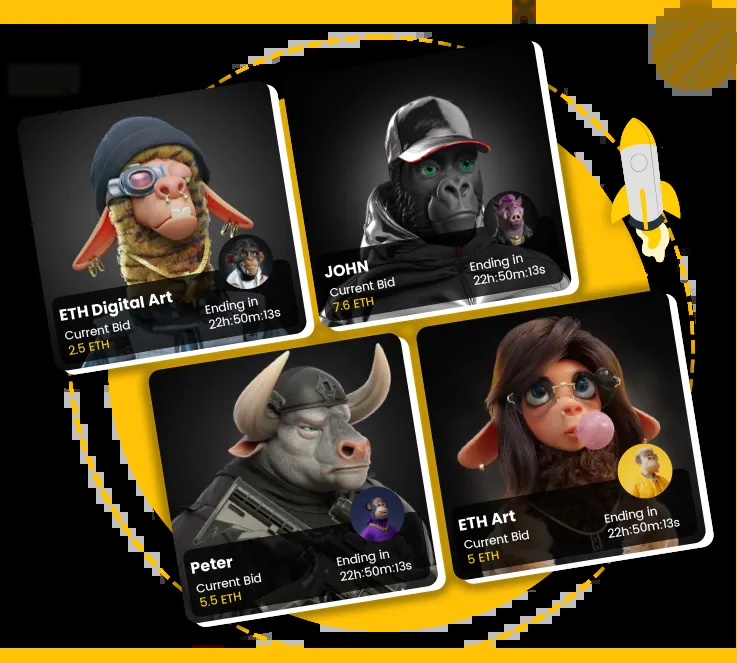 ETH Digital Art
Current Bid
2.5 ETH
Ending in
22h:50m:13s
JOHN
Current Bid
7.6 ETH
Ending in
22h:50m:13s
Peter
Current Bid
5.5 ETH
Ending in
22h:50m:13s
ETH Art
Current Bid
5 ETH
Ending in
22h:50m:13s